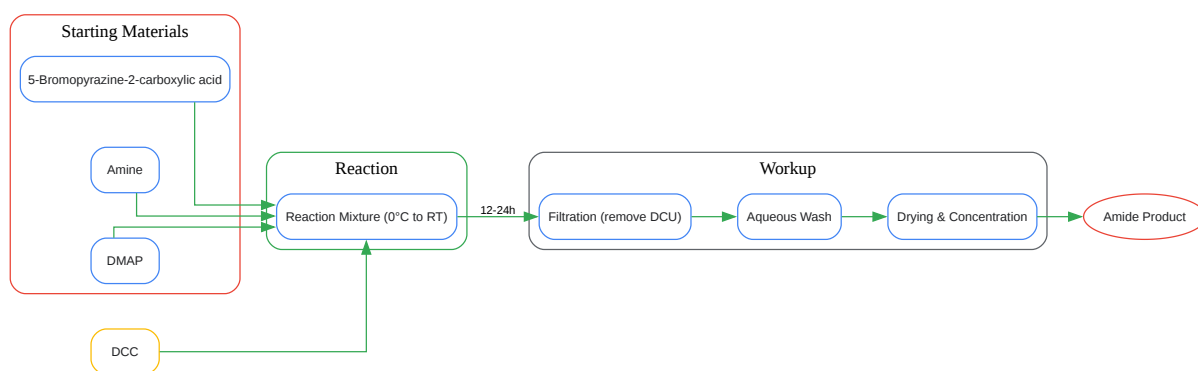 Starting Materials
5-Bromopyrazine-2-carboxylic acid
Amine
DMAP
DCC
Reaction
Reaction Mixture (0°C to RT)
12-24h
Workup
Filtration (remove DCU)
Aqueous Wash
Drying & Concentration
Amide Product